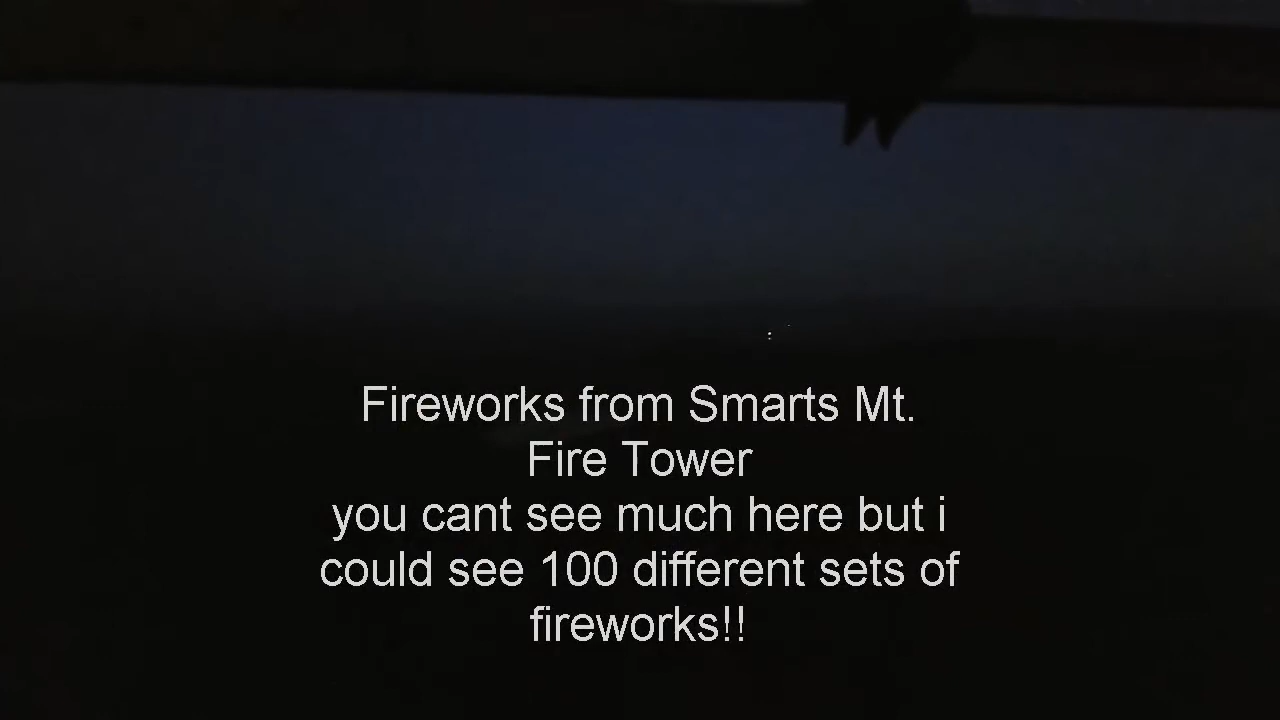 Fireworks from Smarts Mt.
Fire Tower
you cant see much here but i
could see 100 different sets of
fireworks!!